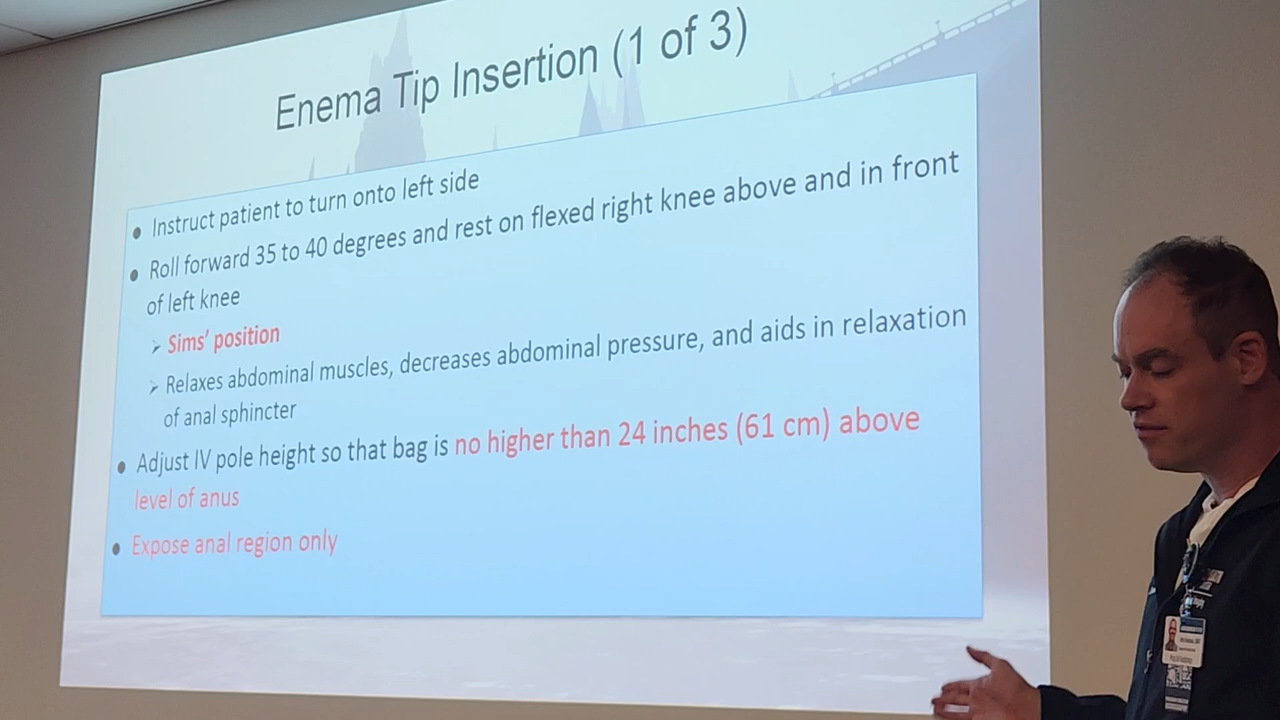 Enema Tip Insertion (1 of 3)
• Instruct patient to turn onto left side
• Roll forward 35 to 40 degrees and rest on flexed right knee above and in front
of left knee
➢ Sims’ position
➢ Relaxes abdominal muscles, decreases abdominal pressure, and aids in relaxation
of anal sphincter
• Adjust IV pole height so that bag is no higher than 24 inches (61 cm) above
level of anus
• Expose anal region only